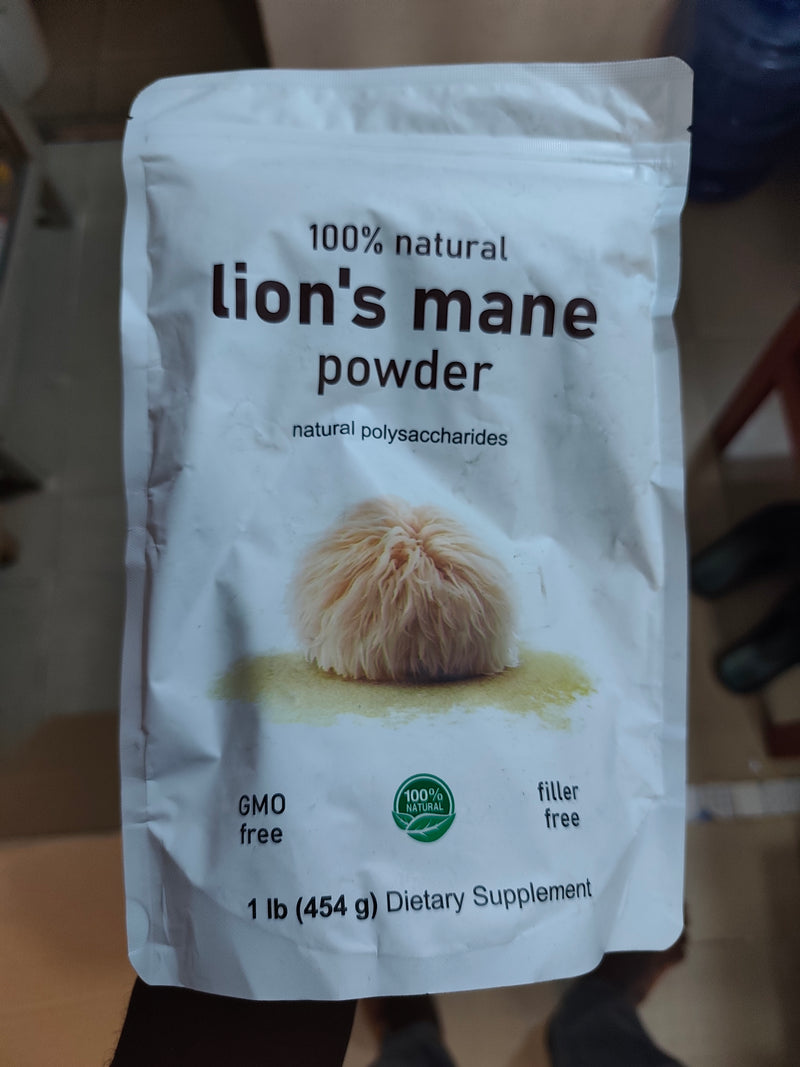 100% natural
lion's mane
powder
natural polysaccharides
GMO
free
100%
NATURAL
filler
free
1 lb (454 g) Dietary Supplement